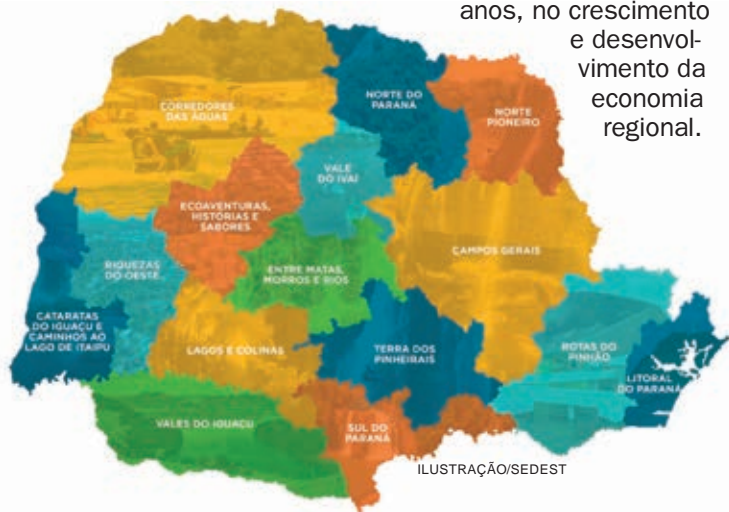 anos, no crescimento
e desenvol-
vimento da
economia
regional.
CORREDORES
DAS ÁGUAS
NORTE DO
PARANÁ
NORTE
PIONEIRO
VALE
DO IVAÍ
ECOAVENTURAS,
HISTÓRIAS E
SABORES
CAMPOS GERAIS
RIQUEZAS
DO OESTE
ENTRE MATAS,
MORROS E RIOS
CATARATAS
DO IGUAÇU E
CAMINHOS AO
LAGO DE ITAIPU
LAGOS E COLINAS
TERRA DOS
PINHEIRAIS
ROTAS DO
PINHÃO
LITORAL
DO PARANÁ
VALES DO IGUAÇU
SUL DO
PARANÁ
ILUSTRAÇÃO/SEDEST